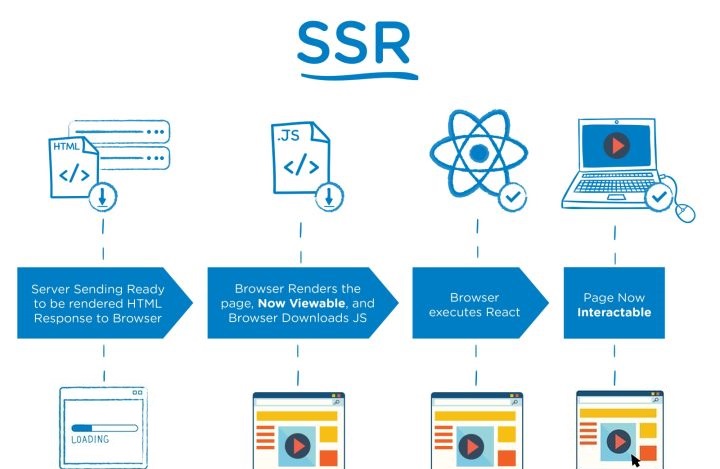 SSR
HTML
</>
.JS
</>
Server Sending Ready
to be rendered HTML
Response to Browser
Browser Renders the
page, Now Viewable, and
Browser Downloads JS
Browser
executes React
Page Now
Interactable
LOADING